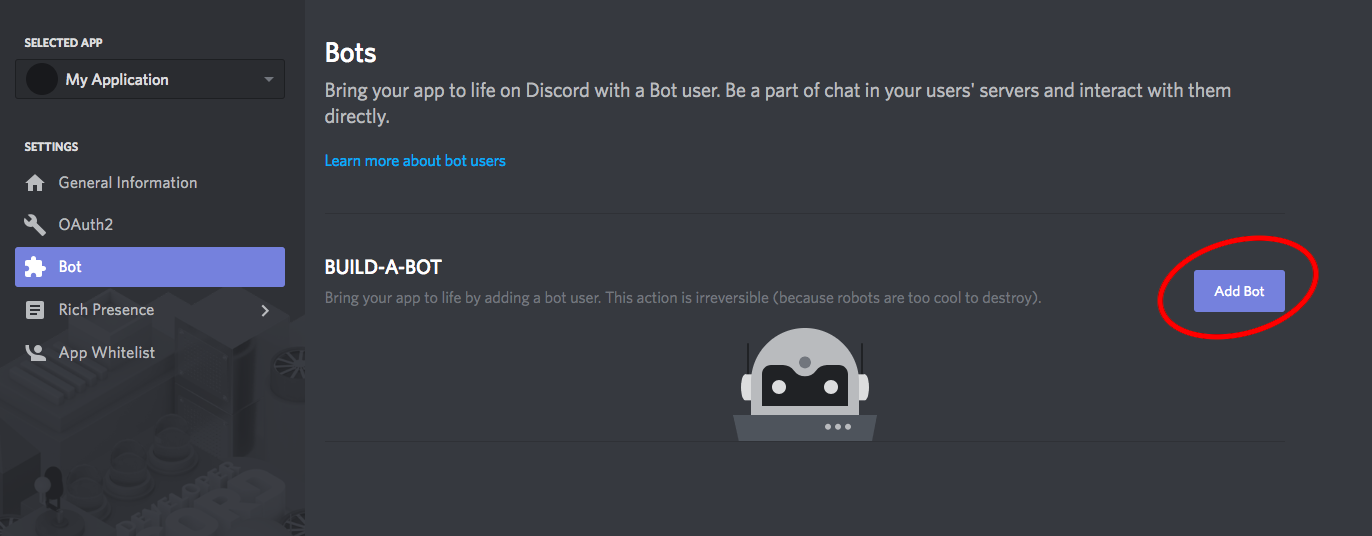 SELECTED APP
My Application
SETTINGS
General Information
OAuth2
Bot
Rich Presence
App Whitelist
Bots
Bring your app to life on Discord with a Bot user. Be a part of chat in your users' servers and interact with them
directly.
Learn more about bot users
BUILD-A-BOT
Bring your app to life by adding a bot user. This action is irreversible (because robots are too cool to destroy).
Add Bot